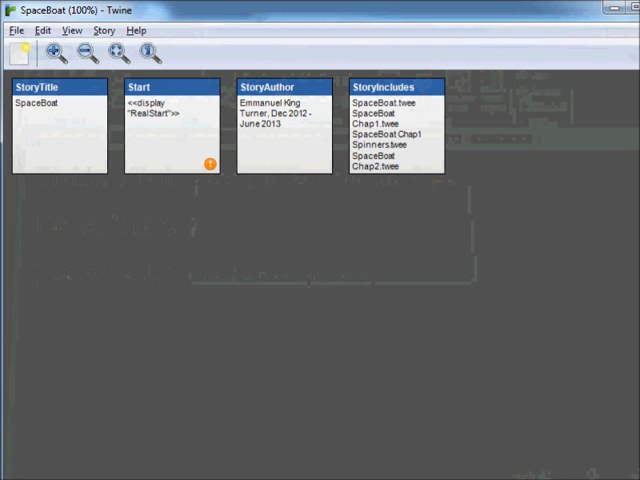 SpaceBoat (100%) - Twine
File Edit View Story Help
StoryTitle
SpaceBoat
Start
<<display
"RealStart">>
StoryAuthor
Emmanuel King
Turner, Dec 2012 -
June 2013
StoryIncludes
SpaceBoat.twee
SpaceBoat
Chap1.twee
SpaceBoat Chap1
Spinners.twee
SpaceBoat
Chap2.twee